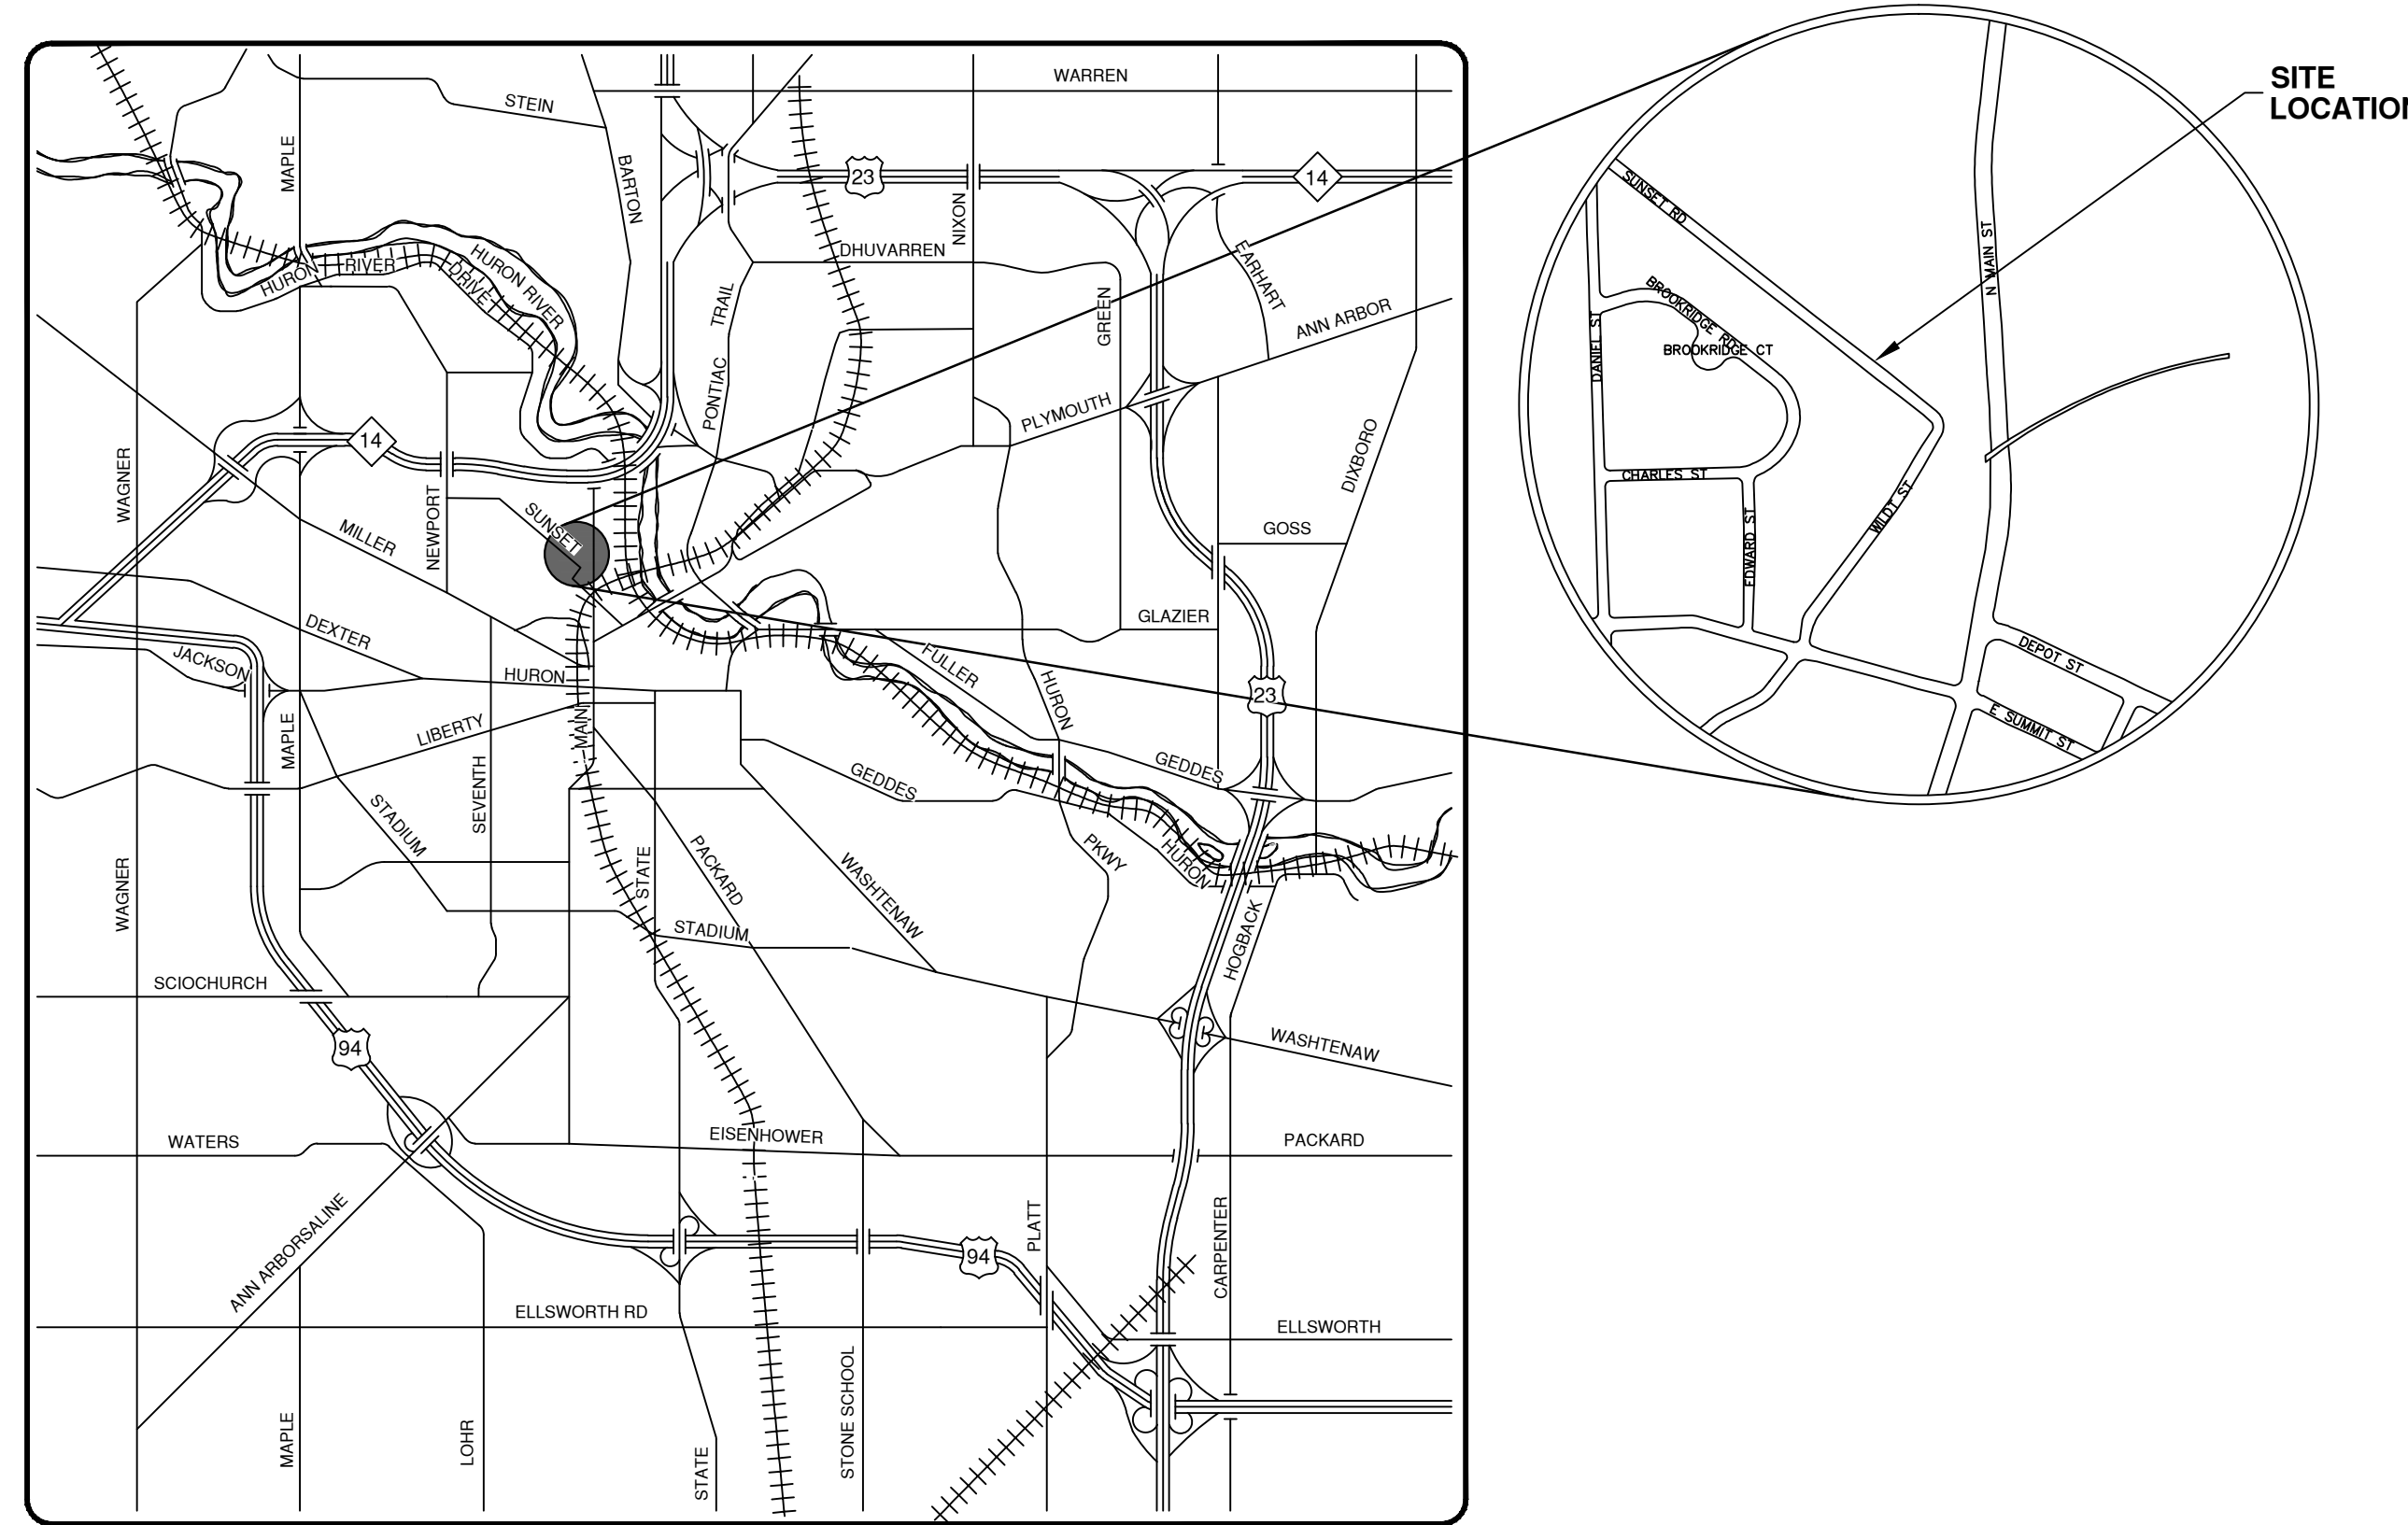 WARREN
STEIN
MAPLE
BARTON
23
14
NIXON
DHUVARREN
EARHART
HURON RIVER
HURON
RIVER
DRIVE
TRAIL
GREEN
ANN ARBOR
PONTIAC
PLYMOUTH
14
WAGNER
NEWPORT
DIXBORO
SUNSET
MILLER
GOSS
DEXTER
GLAZIER
JACKSON
HURON
FULLER
HURON
23
MAIN
LIBERTY
MAPLE
SEVENTH
GEDDES
GEDDES
STADIUM
STATE
PACKARD
WASHTENAW
PKWY
HURON
WAGNER
STADIUM
HOGBACK
SCIOCHURCH
94
WASHTENAW
WATERS
EISENHOWER
PACKARD
ANN ARBORSALINE
PLATT
CARPENTER
94
ELLSWORTH RD
ELLSWORTH
MAPLE
LOHR
STATE
STONE SCHOOL
SITE
LOCATION
SUNSET RD
N MAIN ST
BROOKRIDGE RD
BROOKRIDGE CT
DANIEL ST
CHARLES ST
EDWARD ST
WILDT ST
DEPOT ST
E SUMMIT ST